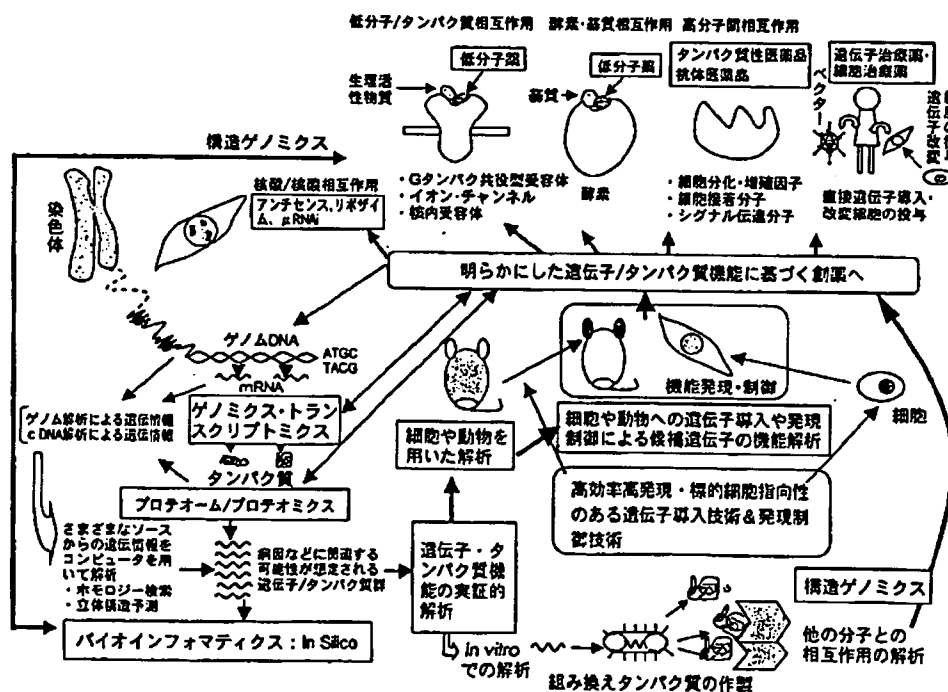 低分子/タンパク質相互作用
酵素・基質相互作用
高分子間相互作用
低分子薬
生理活
性物質
・Gタンパク共役型受容体
・イオン・チャンネル
・核内受容体
低分子薬
基質
酵素
タンパク質性医薬品
抗体医薬品
・細胞分化・増殖因子
・細胞接着分子
・シグナル伝達分子
遺伝子治療薬・
細胞治療薬
ベクター
遺伝子改変
直接遺伝子導入・
改変細胞の投与
構造ゲノミクス
染色体
核酸/核酸相互作用
アンチセンス、リボザイ
ム、RNAi
明らかにした遺伝子/タンパク質機能に基づく創薬へ
ゲノムDNA
ATGC
TACG
mRNA
ゲノム解析による遺伝情報
cDNA解析による遺伝情報
ゲノミクス・トラン
スクリプトミクス
タンパク質
プロテオーム/プロテオミクス
さまざまなソース
からの遺伝情報を
コンピュータを用
いて解析
・ホモロジー検索
・立体構造予測
病因などに関連する
可能性が想定される
遺伝子/タンパク質群
バイオインフォマティクス：In Silico
細胞や動物を
用いた解析
機能発現・制御
細胞
細胞や動物への遺伝子導入や発現
制御による候補遺伝子の機能解析
高効率高発現・標的細胞指向性
のある遺伝子導入技術＆発現制
御技術
遺伝子・タ
ンパク質機
能の実証的
解析
In vitro
での解析
組み換えタンパク質の作製
構造ゲノミクス
他の分子との
相互作用の解析